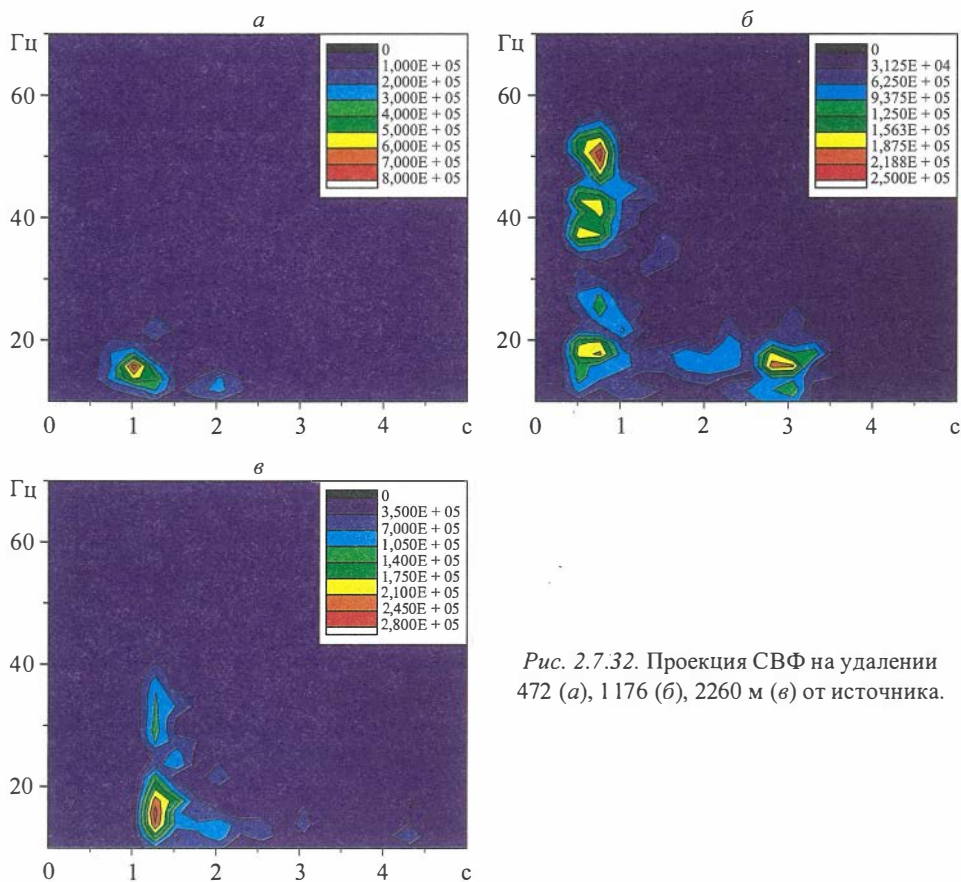 а
Гц
60
40
20
0
1
2
3
4
с
0
1,000E + 05
2,000E + 05
3,000E + 05
4,000E + 05
5,000E + 05
6,000E + 05
7,000E + 05
8,000E + 05
б
Гц
60
40
20
0
1
2
3
4
с
0
3,125E + 04
6,250E + 05
9,375E + 05
1,250E + 05
1,563E + 05
1,875E + 05
2,188E + 05
2,500E + 05
в
Гц
60
40
20
0
1
2
3
4
с
0
3,500E + 05
7,000E + 05
1,050E + 05
1,400E + 05
1,750E + 05
2,100E + 05
2,450E + 05
2,800E + 05
Рис. 2.7.32. Проекция СВФ на удалении
472 (а), 1176 (б), 2260 м (в) от источника.